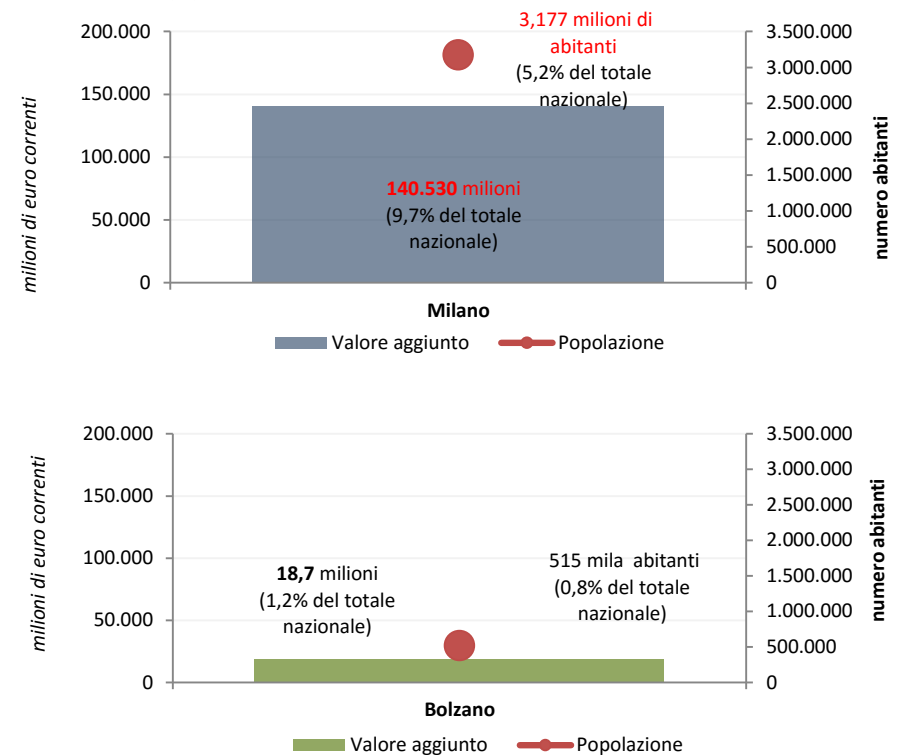 milioni di euro correnti
200.000
150.000
100.000
50.000
0
3,177 milioni di
abitanti
(5,2% del totale
nazionale)
140.530 milioni
(9,7% del totale
nazionale)
3.500.000
3.000.000
2.500.000
2.000.000
1.500.000
1.000.000
500.000
0
numero abitanti
Milano
Valore aggiunto
Popolazione
milioni di euro correnti
200.000
150.000
100.000
50.000
0
18,7 milioni
(1,2% del totale
nazionale)
515 mila abitanti
(0,8% del totale
nazionale)
3.500.000
3.000.000
2.500.000
2.000.000
1.500.000
1.000.000
500.000
0
numero abitanti
Bolzano
Valore aggiunto
Popolazione